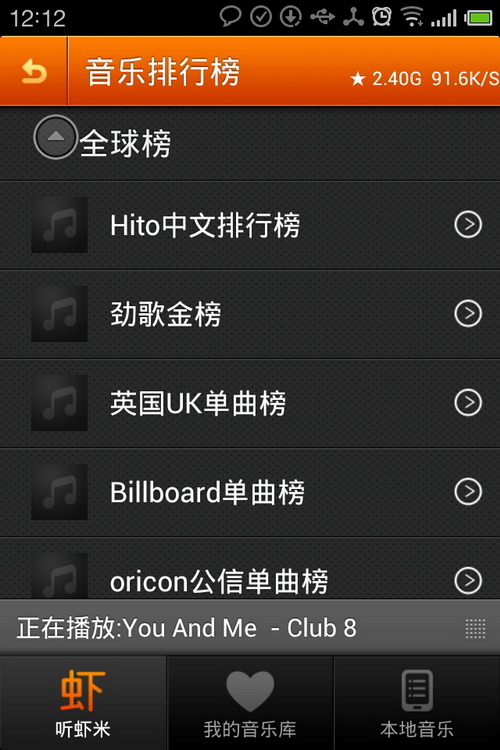 12:12
音乐排行榜
★ 2.40G 91.6K/S
全球榜
Hito中文排行榜
劲歌金榜
英国UK单曲榜
Billboard单曲榜
oricon公信单曲榜
正在播放:You And Me - Club 8
虾
听虾米
我的音乐库
本地音乐